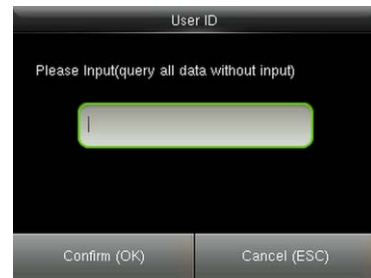 User ID
Please Input(query all data without input)
Confirm (OK)
Cancel (ESC)